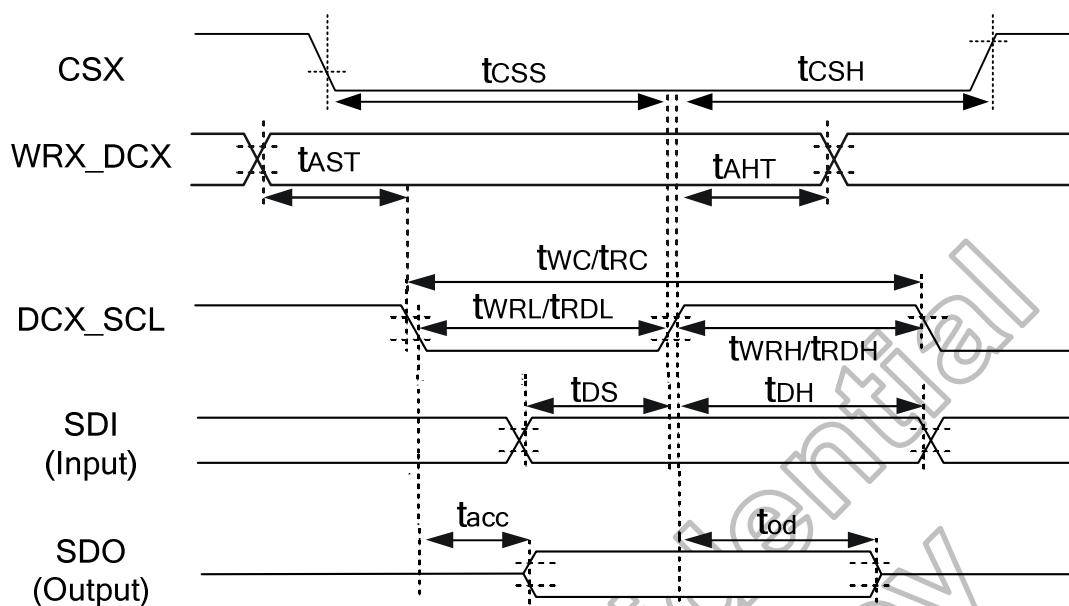 CSX
tCSS
tCSH
WRX_DCX
tAST
tAHT
tWC/tRC
DCX_SCL
tWRL/tRDL
tWRH/tRDH
SDI
(Input)
tDS
tDH
SDO
(Output)
tacc
tod